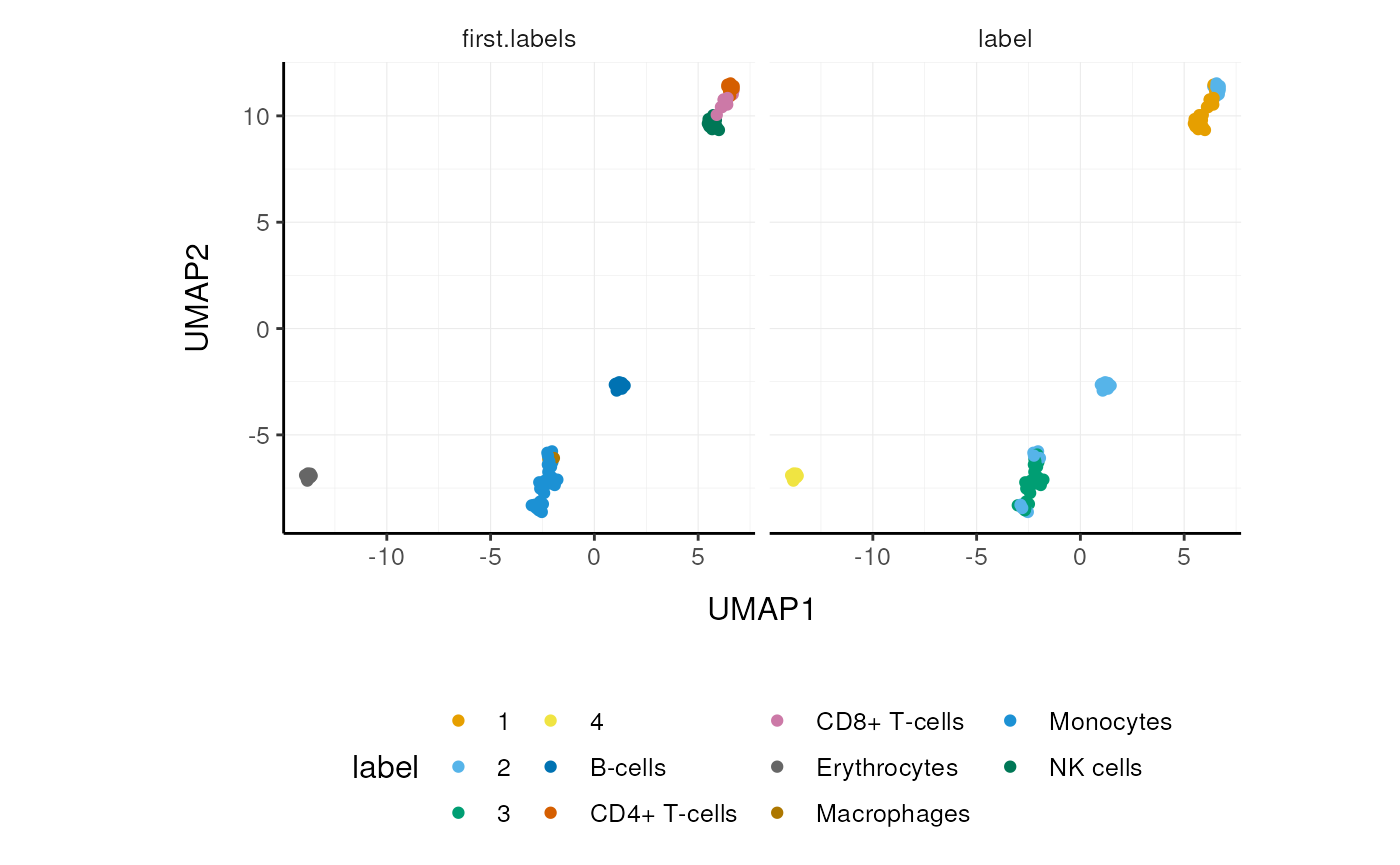 first.labels label
UMAP2
10
5
0
-5
-10 -5 0 5 -10 -5 0 5
UMAP1
label
1 4 CD8+ T-cells Monocytes
2 B-cells Erythrocytes NK cells
3 CD4+ T-cells Macrophages